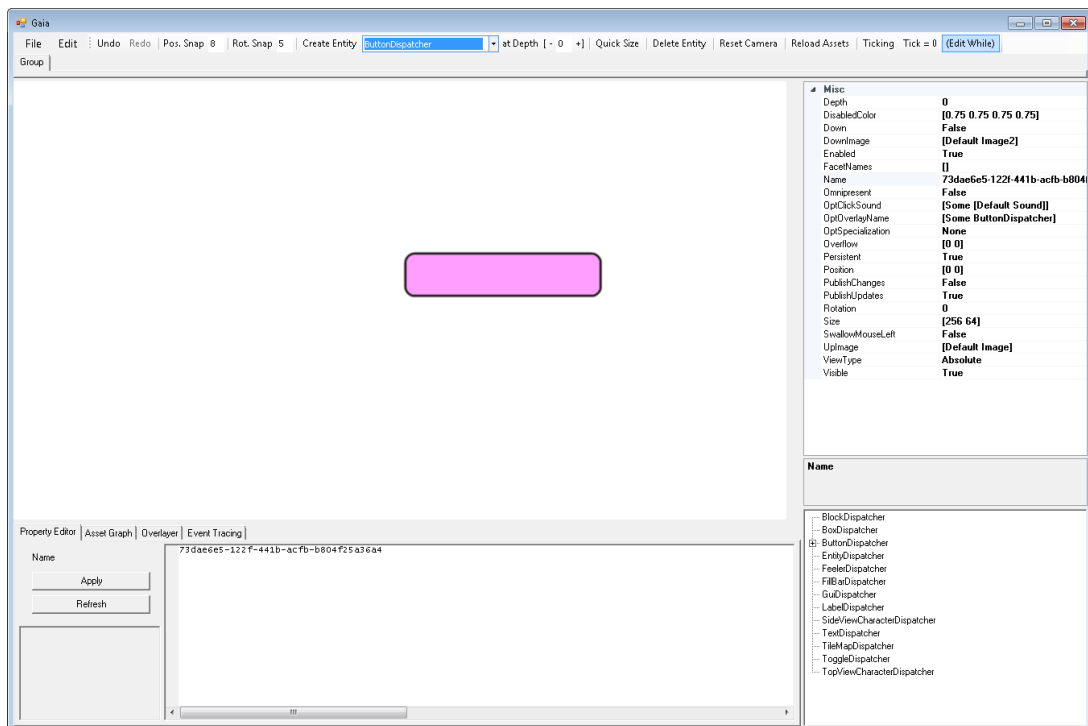 Gaia
File Edit Undo Redo Pos. Snap 8 Rot. Snap 5 Create Entity ButtonDispatcher at Depth [ - 0 +] Quick Size Delete Entity Reset Camera Reload Assets Ticking Tick = 0 (Edit While)
Group
Misc
Depth 0
DisabledColor [0.75 0.75 0.75 0.75]
Down False
DownImage [Default Image2]
Enabled True
FacetNames []
Name 73dae6e5-122f-441b-acfb-b804f
Omnipresent False
OptClickSound [Some [Default Sound]]
OptOverlayName [Some ButtonDispatcher]
OptSpecialization None
Overflow [0 0]
Persistent True
Position [0 0]
PublishChanges False
PublishUpdates True
Rotation 0
Size [256 64]
SwallowMouseLeft False
UpImage [Default Image]
ViewType Absolute
Visible True
Name
Property Editor Asset Graph Overlayer Event Tracing
Name
Apply
Refresh
73dae6e5-122f-441b-acfb-b804f25a36a4
BlockDispatcher
BoxDispatcher
ButtonDispatcher
EntityDispatcher
FeelerDispatcher
FillBarDispatcher
GuiDispatcher
LabelDispatcher
SideViewCharacterDispatcher
TextDispatcher
TileMapDispatcher
ToggleDispatcher
TopViewCharacterDispatcher